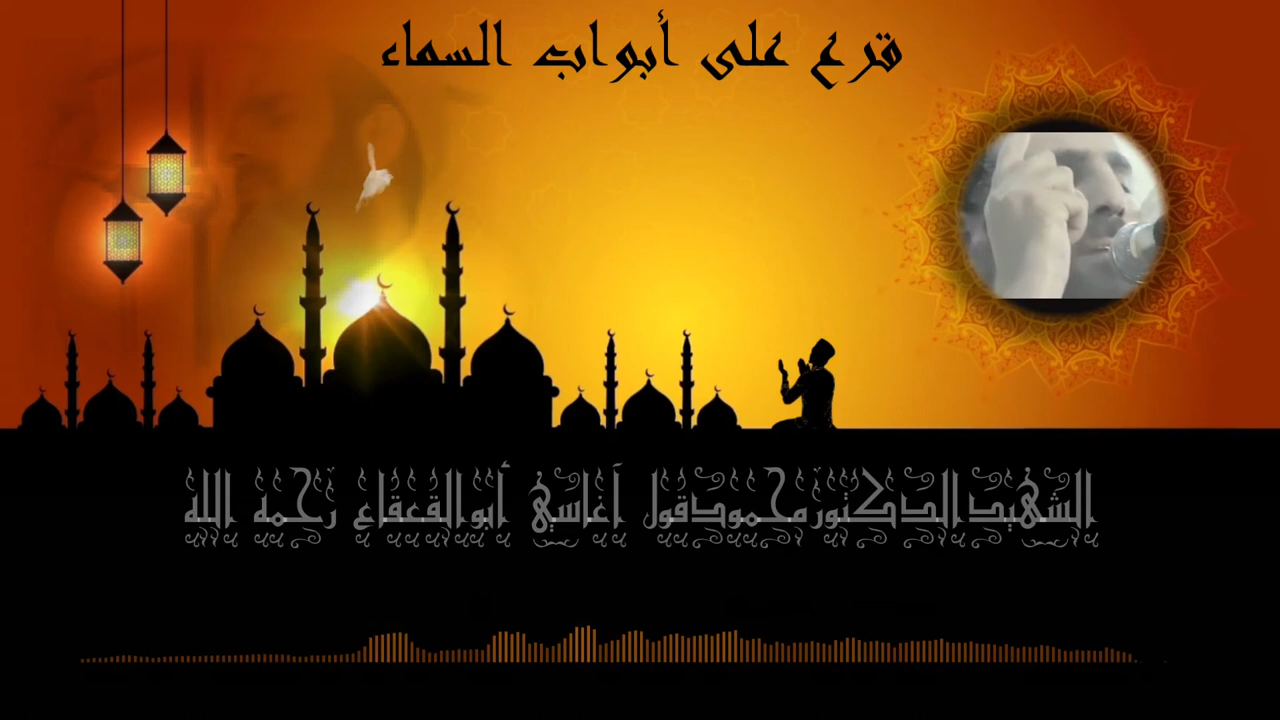 قرع على أبواب السماء
الشهيد الدكتور محمود قول آغاسي أبو القعقاع رحمه الله